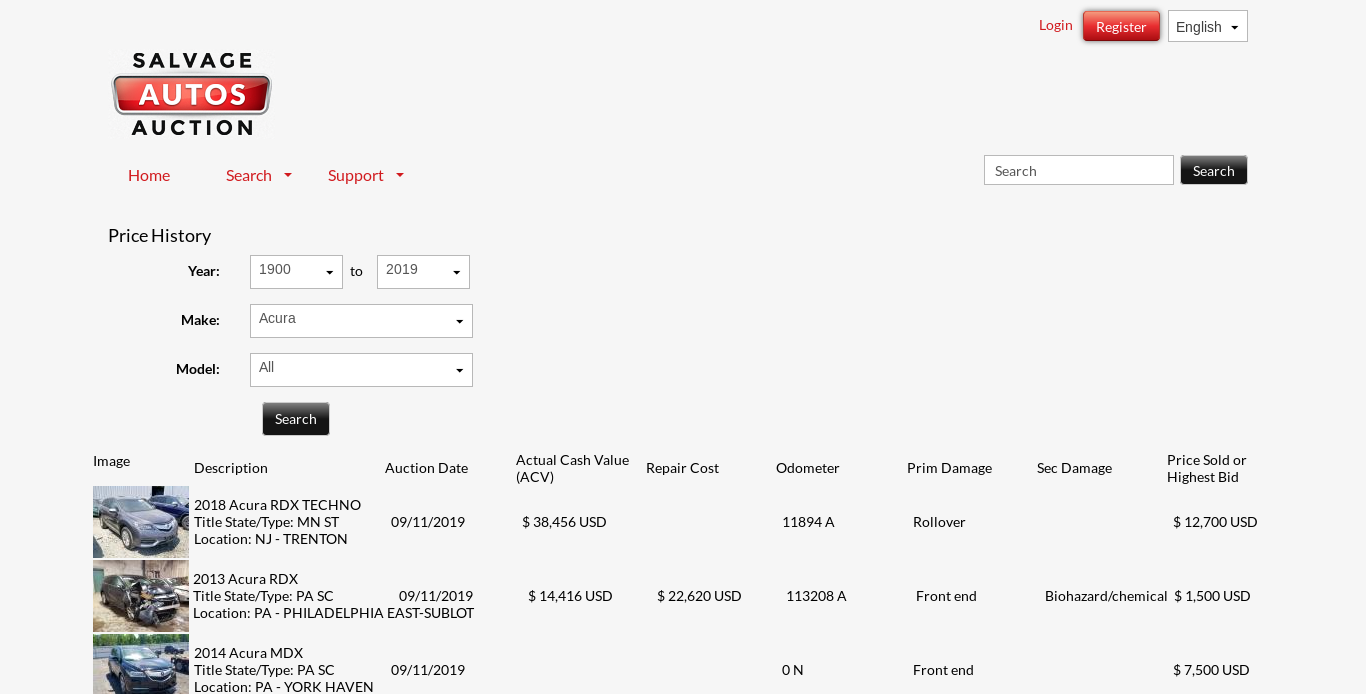 Login Register English
SALVAGE
AUTOS
AUCTION
Home Search Support Search Search
Price History
Year: 1900 to 2019
Make: Acura
Model: All
Search
Image Description Auction Date Actual Cash Value (ACV) Repair Cost Odometer Prim Damage Sec Damage Price Sold or Highest Bid
2018 Acura RDX TECHNO
Title State/Type: MN ST 09/11/2019 $ 38,456 USD 11894 A Rollover $ 12,700 USD
Location: NJ - TRENTON
2013 Acura RDX
Title State/Type: PA SC 09/11/2019 $ 14,416 USD $ 22,620 USD 113208 A Front end Biohazard/chemical $ 1,500 USD
Location: PA - PHILADELPHIA EAST-SUBLOT
2014 Acura MDX
Title State/Type: PA SC 09/11/2019 0 N Front end $ 7,500 USD
Location: PA - YORK HAVEN